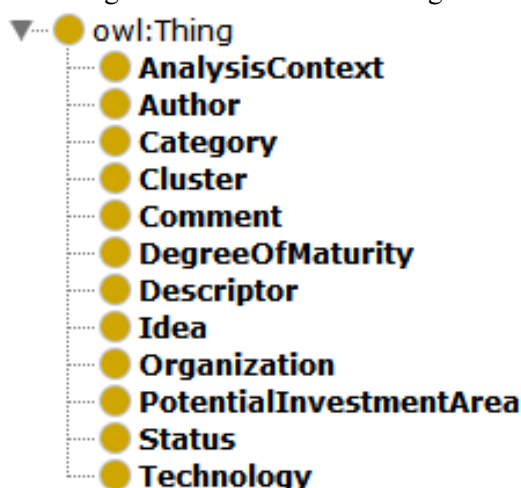 owl:Thing
AnalysisContext
Author
Category
Cluster
Comment
DegreeOfMaturity
Descriptor
Idea
Organization
PotentialInvestmentArea
Status
Technology